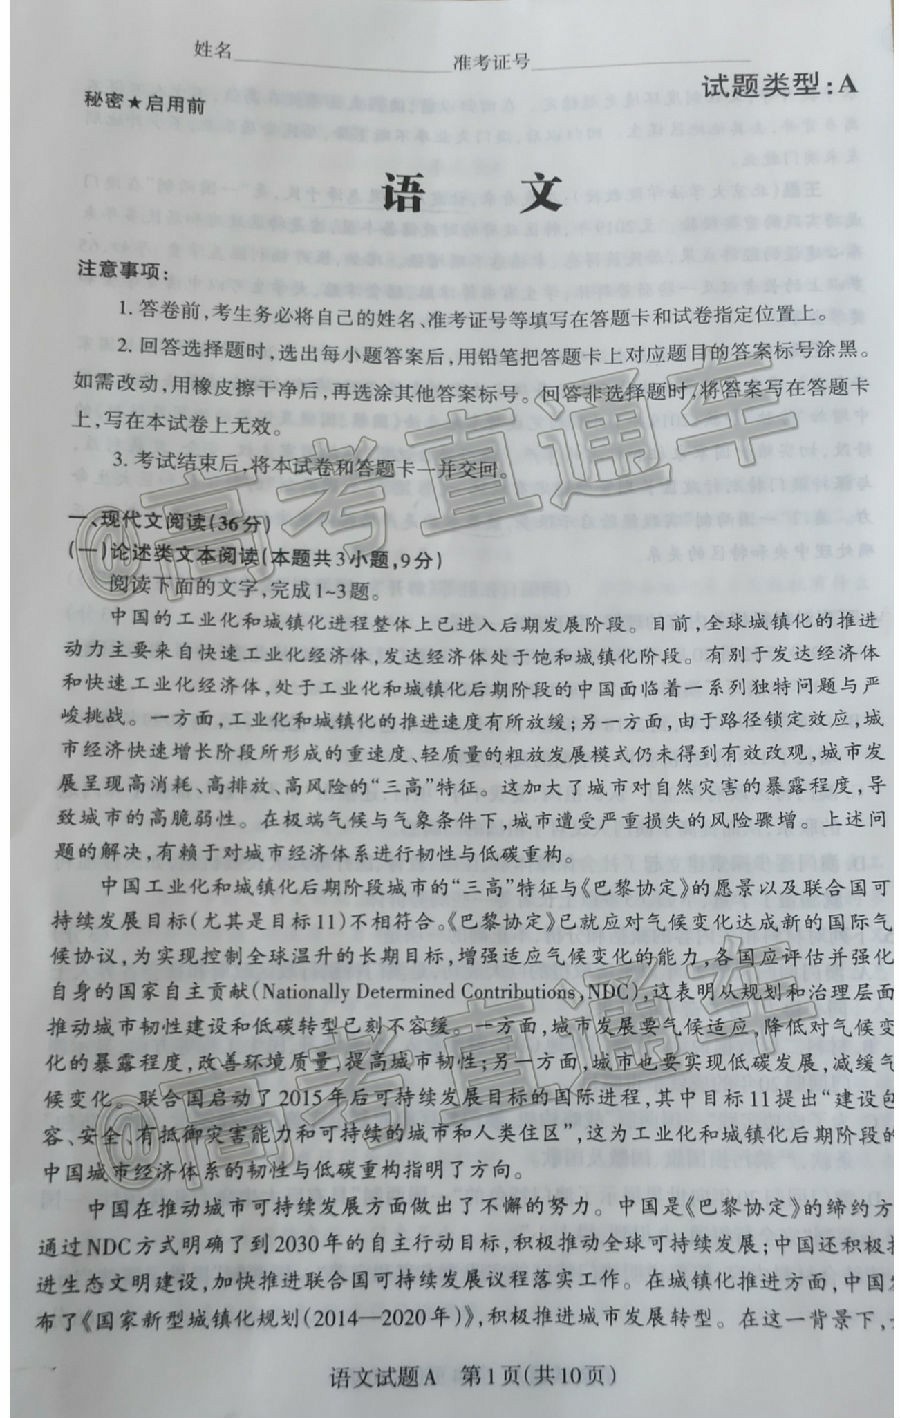 姓名 准考证号
试题类型:A
秘密★启用前
语 文
注意事项:
1. 答卷前,考生务必将自己的姓名、准考证号等填写在答题卡和试卷指定位置上。
2. 回答选择题时,选出每小题答案后,用铅笔把答题卡上对应题目的答案标号涂黑。
如需改动,用橡皮擦干净后,再选涂其他答案标号。回答非选择题时,将答案写在答题卡
上,写在本试卷上无效。
3. 考试结束后,将本试卷和答题卡一并交回。
一、现代文阅读(36分)
(一)论述类文本阅读(本题共3小题,9分)
阅读下面的文字,完成1~3题。
中国的工业化和城镇化进程整体上已进入后期发展阶段。目前,全球城镇化的推进
动力主要来自快速工业化经济体,发达经济体处于饱和城镇化阶段。有别于发达经济体
和快速工业化经济体,处于工业化和城镇化后期阶段的中国面临着一系列独特问题与严
峻挑战。一方面,工业化和城镇化的推进速度有所放缓;另一方面,由于路径锁定效应,城
市经济快速增长阶段所形成的重速度、轻质量的粗放发展模式仍未得到有效改观,城市发
展呈现高消耗、高排放、高风险的“三高”特征。这加大了城市对自然灾害的暴露程度,导
致城市的高脆弱性。在极端气候与气象条件下,城市遭受严重损失的风险骤增。上述问
题的解决,有赖于对城市经济体系进行韧性与低碳重构。
中国工业化和城镇化后期阶段城市的“三高”特征与《巴黎协定》的愿景以及联合国可
持续发展目标(尤其是目标11)不相符合。《巴黎协定》已就应对气候变化达成新的国际气
候协议,为实现控制全球温升的长期目标,增强适应气候变化的能力,各国应评估并强化
自身的国家自主贡献(Nationally Determined Contributions,NDC),这表明从规划和治理层面
推动城市韧性建设和低碳转型已刻不容缓。一方面,城市发展要气候适应,降低对气候变
化的暴露程度,改善环境质量,提高城市韧性;另一方面,城市也要实现低碳发展,减缓气
候变化。联合国启动了2015年后可持续发展目标的国际进程,其中目标11提出“建设包
容、安全、有抵御灾害能力和可持续的城市和人类住区”,这为工业化和城镇化后期阶段的
中国城市经济体系的韧性与低碳重构指明了方向。
中国在推动城市可持续发展方面做出了不懈的努力。中国是《巴黎协定》的缔约方
通过NDC方式明确了到2030年的自主行动目标,积极推动全球可持续发展;中国还积极
进生态文明建设,加快推进联合国可持续发展议程落实工作。在城镇化推进方面,中国
布了《国家新型城镇化规划(2014—2020年)》,积极推进城市发展转型。在这一背景下,
语文试题A 第1页(共10页)
@高考直通车
@高考直通车